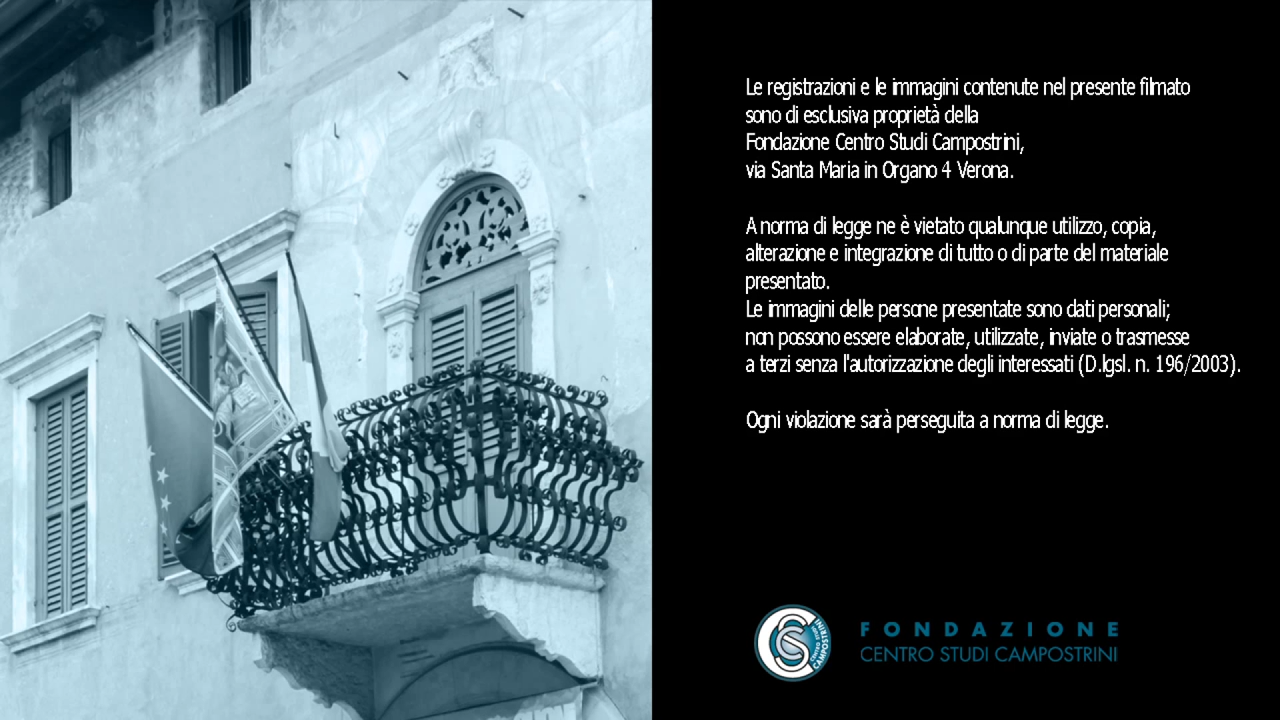 Le registrazioni e le immagini contenute nel presente filmato
sono di esclusiva proprietà della
Fondazione Centro Studi Campostrini,
via Santa Maria in Organo 4 Verona.
A norma di legge ne è vietato qualunque utilizzo, copia,
alterazione e integrazione di tutto o di parte del materiale
presentato.
Le immagini delle persone presentate sono dati personali;
non possono essere elaborate, utilizzate, inviate o trasmesse
a terzi senza l'autorizzazione degli interessati (D.lgsl. n. 196/2003).
Ogni violazione sarà perseguita a norma di legge.
CENTRO STUDI CAMPOSTRINI
FONDAZIONE
CENTRO STUDI CAMPOSTRINI